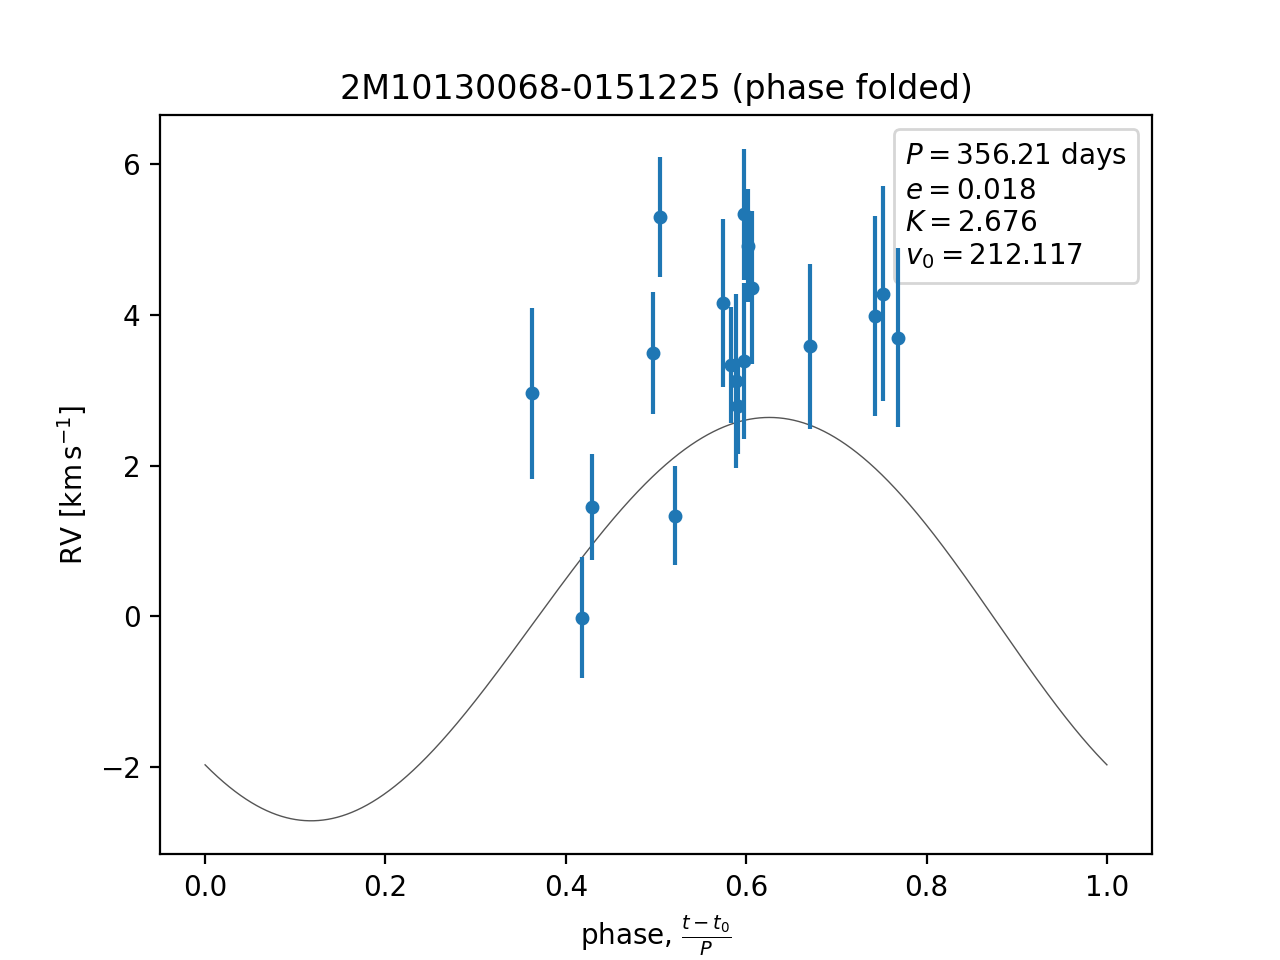 2M10130068-0151225 (phase folded)
P = 356.21 days
e = 0.018
K = 2.676
v₀ = 212.117
6
4
2
0
−2
RV [km s⁻¹]
0.0 0.2 0.4 0.6 0.8 1.0
phase, (t − t₀)/P